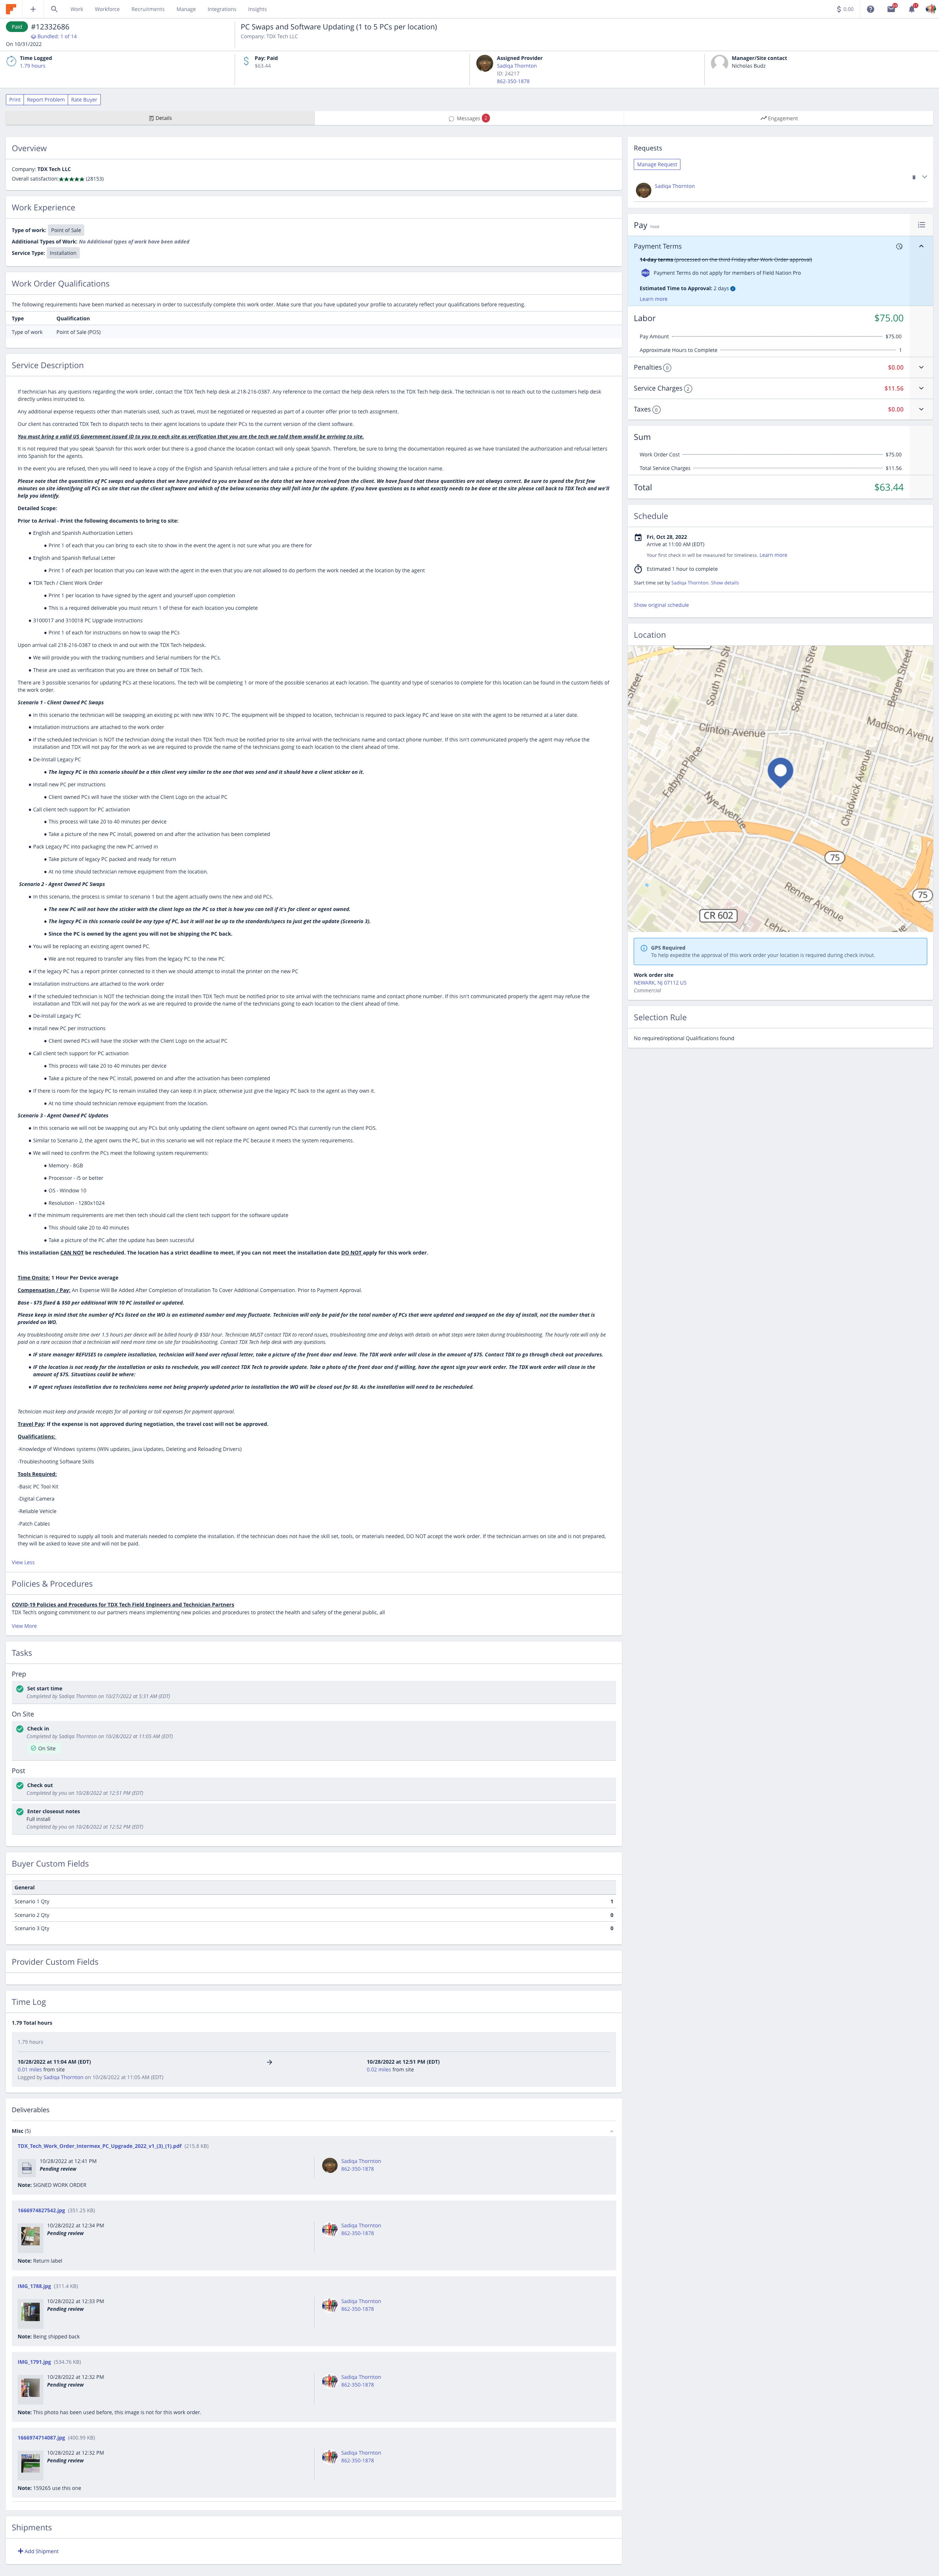 Work Workforce Recruitments Manage Integrations Insights
$ 0.00
Paid #12332686
Bundled: 1 of 14
On 10/31/2022
PC Swaps and Software Updating (1 to 5 PCs per location)
Company: TDX Tech LLC
Time Logged
1.79 hours
Pay: Paid
$63.44
Assigned Provider
Sadiqa Thornton
ID: 24217
862-350-1878
Manager/Site contact
Nicholas Budz
Print Report Problem Rate Buyer
Details
Messages 2
Engagement
Overview
Company: TDX Tech LLC
Overall satisfaction: ★★★★★ (28153)
Work Experience
Type of work: Point of Sale
Additional Types of Work: No Additional types of work have been added
Service Type: Installation
Work Order Qualifications
The following requirements have been marked as necessary in order to successfully complete this work order. Make sure that you have updated your profile to accurately reflect your qualifications before requesting.
Type Qualification
Type of work Point of Sale (POS)
Service Description
If technician has any questions regarding the work order, contact the TDX Tech help desk at 218-216-0387. Any reference to the contact the help desk refers to the TDX Tech help desk. The technician is not to reach out to the customers help desk
directly unless instructed to.
Any additional expense requests other than materials used, such as travel, must be negotiated or requested as part of a counter offer prior to tech assignment.
Our client has contracted TDX Tech to dispatch techs to their agent locations to update their PCs to the current version of the client software.
You must bring a valid US Government issued ID to you to each site as verification that you are the tech we told them would be arriving to site.
It is not required that you speak Spanish for this work order but there is a good chance the location contact will only speak Spanish. Therefore, be sure to bring the documentation required as we have translated the authorization and refusal letters
into Spanish for the agents.
In the event you are refused, then you will need to leave a copy of the English and Spanish refusal letters and take a picture of the front of the building showing the location name.
Please note that the quantities of PC swaps and updates that we have provided to you are based on the data that we have received from the client. We have found that these quantities are not always correct. Be sure to spend the first few
minutes on site identifying all PCs on site that run the client software and which of the below scenarios they will fall into for the update. If you have questions as to what exactly needs to be done at the site please call back to TDX Tech and we'll
help you identify.
Detailed Scope:
Prior to Arrival - Print the following documents to bring to site:
• English and Spanish Authorization Letters
• Print 1 of each that you can bring to each site to show in the event the agent is not sure what you are there for
• English and Spanish Refusal Letter
• Print 1 of each per location that you can leave with the agent in the even that you are not allowed to do perform the work needed at the location by the agent
• TDX Tech / Client Work Order
• Print 1 per location to have signed by the agent and yourself upon completion
• This is a required deliverable you must return 1 of these for each location you complete
• 3100017 and 310018 PC Upgrade Instructions
• Print 1 of each for instructions on how to swap the PCs
Upon arrival call 218-216-0387 to check in and out with the TDX Tech helpdesk.
• We will provide you with the tracking numbers and Serial numbers for the PCs.
• These are used as verification that you are three on behalf of TDX Tech.
There are 3 possible scenarios for updating PCs at these locations. The tech will be completing 1 or more of the possible scenarios at each location. The quantity and type of scenarios to complete for this location can be found in the custom fields of
the work order.
Scenario 1 - Client Owned PC Swaps
• In this scenario the technician will be swapping an existing pc with new WIN 10 PC. The equipment will be shipped to location, technician is required to pack legacy PC and leave on site with the agent to be returned at a later date.
• Installation instructions are attached to the work order
• If the scheduled technician is NOT the technician doing the install then TDX Tech must be notified prior to site arrival with the technicians name and contact phone number. If this isn't communicated properly the agent may refuse the
installation and TDX will not pay for the work as we are required to provide the name of the technicians going to each location to the client ahead of time.
• De-Install Legacy PC
• The legacy PC in this scenario should be a thin client very similar to the one that was send and it should have a client sticker on it.
• Install new PC per instructions
• Client owned PCs will have the sticker with the Client Logo on the actual PC
• Call client tech support for PC activiation
• This process will take 20 to 40 minutes per device
• Take a picture of the new PC install, powered on and after the activation has been completed
• Pack Legacy PC into packaging the new PC arrived in
• Take picture of legacy PC packed and ready for return
• At no time should technician remove equipment from the location.
Scenario 2 - Agent Owned PC Swaps
• In this scenario, the process is similar to scenario 1 but the agent actually owns the new and old PCs.
• The new PC will not have the sticker with the client logo on the PC so that is how you can tell if it's for client or agent owned.
• The legacy PC in this scenario could be any type of PC, but it will not be up to the standards/specs to just get the update (Scenario 3).
• Since the PC is owned by the agent you will not be shipping the PC back.
• You will be replacing an existing agent owned PC.
• We are not required to transfer any files from the legacy PC to the new PC
• If the legacy PC has a report printer connected to it then we should attempt to install the printer on the new PC
• Installation instructions are attached to the work order
• If the scheduled technician is NOT the technician doing the install then TDX Tech must be notified prior to site arrival with the technicians name and contact phone number. If this isn't communicated properly the agent may refuse the
installation and TDX will not pay for the work as we are required to provide the name of the technicians going to each location to the client ahead of time.
• De-Install Legacy PC
• Install new PC per instructions
• Client owned PCs will have the sticker with the Client Logo on the actual PC
• Call client tech support for PC activation
• This process will take 20 to 40 minutes per device
• Take a picture of the new PC install, powered on and after the activation has been completed
• If there is room for the legacy PC to remain installed they can keep it in place; otherwise just give the legacy PC back to the agent as they own it.
• At no time should technician remove equipment from the location.
Scenario 3 - Agent Owned PC Updates
• In this scenario we will not be swapping out any PCs but only updating the client software on agent owned PCs that currently run the client POS.
• Similar to Scenario 2, the agent owns the PC, but in this scenario we will not replace the PC because it meets the system requirements.
• We will need to confirm the PCs meet the following system requirements:
• Memory - 8GB
• Processor - i5 or better
• OS - Window 10
• Resolution - 1280x1024
• If the minimum requirements are met then tech should call the client tech support for the software update
• This should take 20 to 40 minutes
• Take a picture of the PC after the update has been successful
This installation CAN NOT be rescheduled. The location has a strict deadline to meet, if you can not meet the installation date DO NOT apply for this work order.
Time Onsite: 1 Hour Per Device average
Compensation / Pay: An Expense Will Be Added After Completion of Installation To Cover Additional Compensation. Prior to Payment Approval.
Base - $75 fixed & $50 per additional WIN 10 PC installed or updated.
Please keep in mind that the number of PCs listed on the WO is an estimated number and may fluctuate. Technician will only be paid for the total number of PCs that were updated and swapped on the day of install, not the number that is
provided on WO.
Any troubleshooting onsite time over 1.5 hours per device will be billed hourly @ $50/ hour. Technician MUST contact TDX to record issues, troubleshooting time and delays with details on what steps were taken during troubleshooting. The hourly rate will only be
paid on a rare occasion that a technician will need more time on site for troubleshooting. Contact TDX Tech help desk with any questions.
• IF store manager REFUSES to complete installation, technician will hand over refusal letter, take a picture of the front door and leave. The TDX work order will close in the amount of $75. Contact TDX to go through check out procedures.
• IF the location is not ready for the installation or asks to reschedule, you will contact TDX Tech to provide update. Take a photo of the front door and if willing, have the agent sign your work order. The TDX work order will close in the
amount of $75. Situations could be where:
• IF agent refuses installation due to technicians name not being properly updated prior to installation the WO will be closed out for $0. As the installation will need to be rescheduled.
Technician must keep and provide receipts for all parking or toll expenses for payment approval.
Travel Pay: If the expense is not approved during negotiation, the travel cost will not be approved.
Qualifications:
-Knowledge of Windows systems (WIN updates, Java Updates, Deleting and Reloading Drivers)
-Troubleshooting Software Skills
Tools Required:
-Basic PC Tool Kit
-Digital Camera
-Reliable Vehicle
-Patch Cables
Technician is required to supply all tools and materials needed to complete the installation. If the technician does not have the skill set, tools, or materials needed, DO NOT accept the work order. If the technician arrives on site and is not prepared,
they will be asked to leave site and will not be paid.
View Less
Policies & Procedures
COVID-19 Policies and Procedures for TDX Tech Field Engineers and Technician Partners
TDX Tech's ongoing commitment to our partners means implementing new policies and procedures to protect the health and safety of the general public, all
View More
Tasks
Prep
Set start time
Completed by Sadiqa Thornton on 10/27/2022 at 5:31 AM (EDT)
On Site
Check in
Completed by Sadiqa Thornton on 10/28/2022 at 11:05 AM (EDT)
On Site
Post
Check out
Completed by you on 10/28/2022 at 12:51 PM (EDT)
Enter closeout notes
Full install
Completed by you on 10/28/2022 at 12:52 PM (EDT)
Buyer Custom Fields
General
Scenario 1 Qty 1
Scenario 2 Qty 0
Scenario 3 Qty 0
Provider Custom Fields
Time Log
1.79 Total hours
1.79 hours
10/28/2022 at 11:04 AM (EDT) → 10/28/2022 at 12:51 PM (EDT)
0.01 miles from site 0.02 miles from site
Logged by Sadiqa Thornton on 10/28/2022 at 11:05 AM (EDT)
Deliverables
Misc (5)
TDX_Tech_Work_Order_Intermex_PC_Upgrade_2022_v1_(3)_(1).pdf (215.8 KB)
10/28/2022 at 12:41 PM
Pending review
Sadiqa Thornton
862-350-1878
Note: SIGNED WORK ORDER
1666974827542.jpg (351.25 KB)
10/28/2022 at 12:34 PM
Pending review
Sadiqa Thornton
862-350-1878
Note: Return label
IMG_1788.jpg (311.4 KB)
10/28/2022 at 12:33 PM
Pending review
Sadiqa Thornton
862-350-1878
Note: Being shipped back
IMG_1791.jpg (534.76 KB)
10/28/2022 at 12:32 PM
Pending review
Sadiqa Thornton
862-350-1878
Note: This photo has been used before, this image is not for this work order.
1666974714087.jpg (400.99 KB)
10/28/2022 at 12:32 PM
Pending review
Sadiqa Thornton
862-350-1878
Note: 159265 use this one
Shipments
Add Shipment
Requests
Manage Request
Sadiqa Thornton
Pay
Payment Terms
14-day terms (processed on the third Friday after Work Order approval)
Payment Terms do not apply for members of Field Nation Pro
Estimated Time to Approval: 2 days
Learn more
Labor $75.00
Pay Amount $75.00
Approximate Hours to Complete 1
Penalties 0 $0.00
Service Charges 2 $11.56
Taxes 0 $0.00
Sum
Work Order Cost $75.00
Total Service Charges $11.56
Total $63.44
Schedule
Fri, Oct 28, 2022
Arrive at 11:00 AM (EDT)
Your first check in will be measured for timeliness. Learn more
Estimated 1 hour to complete
Start time set by Sadiqa Thornton. Show details
Show original schedule
Location
Street
South 19th Str
South 11th St
Bergen Street
Clinton Avenue
Madison Avenu
Fabyan Place
Nye Avenue
Chadwick Avenue
75
75
CR 602
Renner Avenue
Lehi
GPS Required
To help expedite the approval of this work order your location is required during check in/out.
Work order site
NEWARK, NJ 07112 US
Commercial
Selection Rule
No required/optional Qualifications found